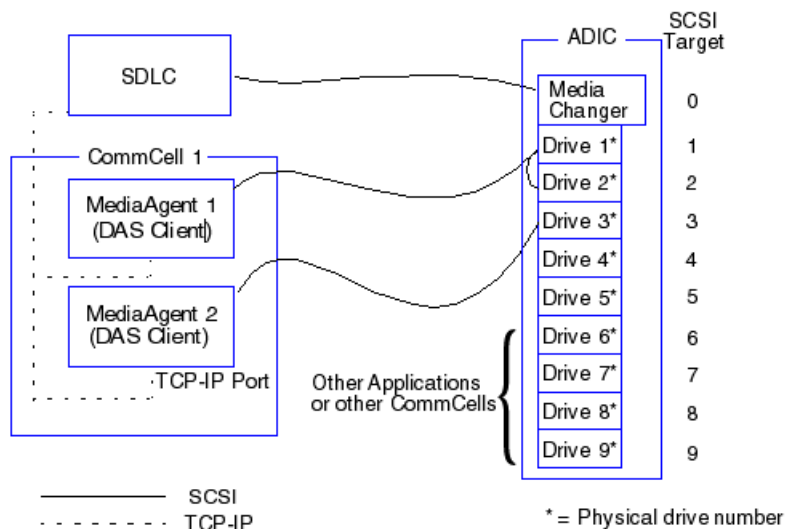 SDLC
CommCell 1
MediaAgent 1
(DAS Client)
MediaAgent 2
(DAS Client)
TCP-IP Port
ADIC
SCSI
Target
Media
Changer
0
Drive 1*
1
Drive 2*
2
Drive 3*
3
Drive 4*
4
Drive 5*
5
Drive 6*
6
Drive 7*
7
Drive 8*
8
Drive 9*
9
Other Applications
or other CommCells
SCSI
TCP-IP
* = Physical drive number